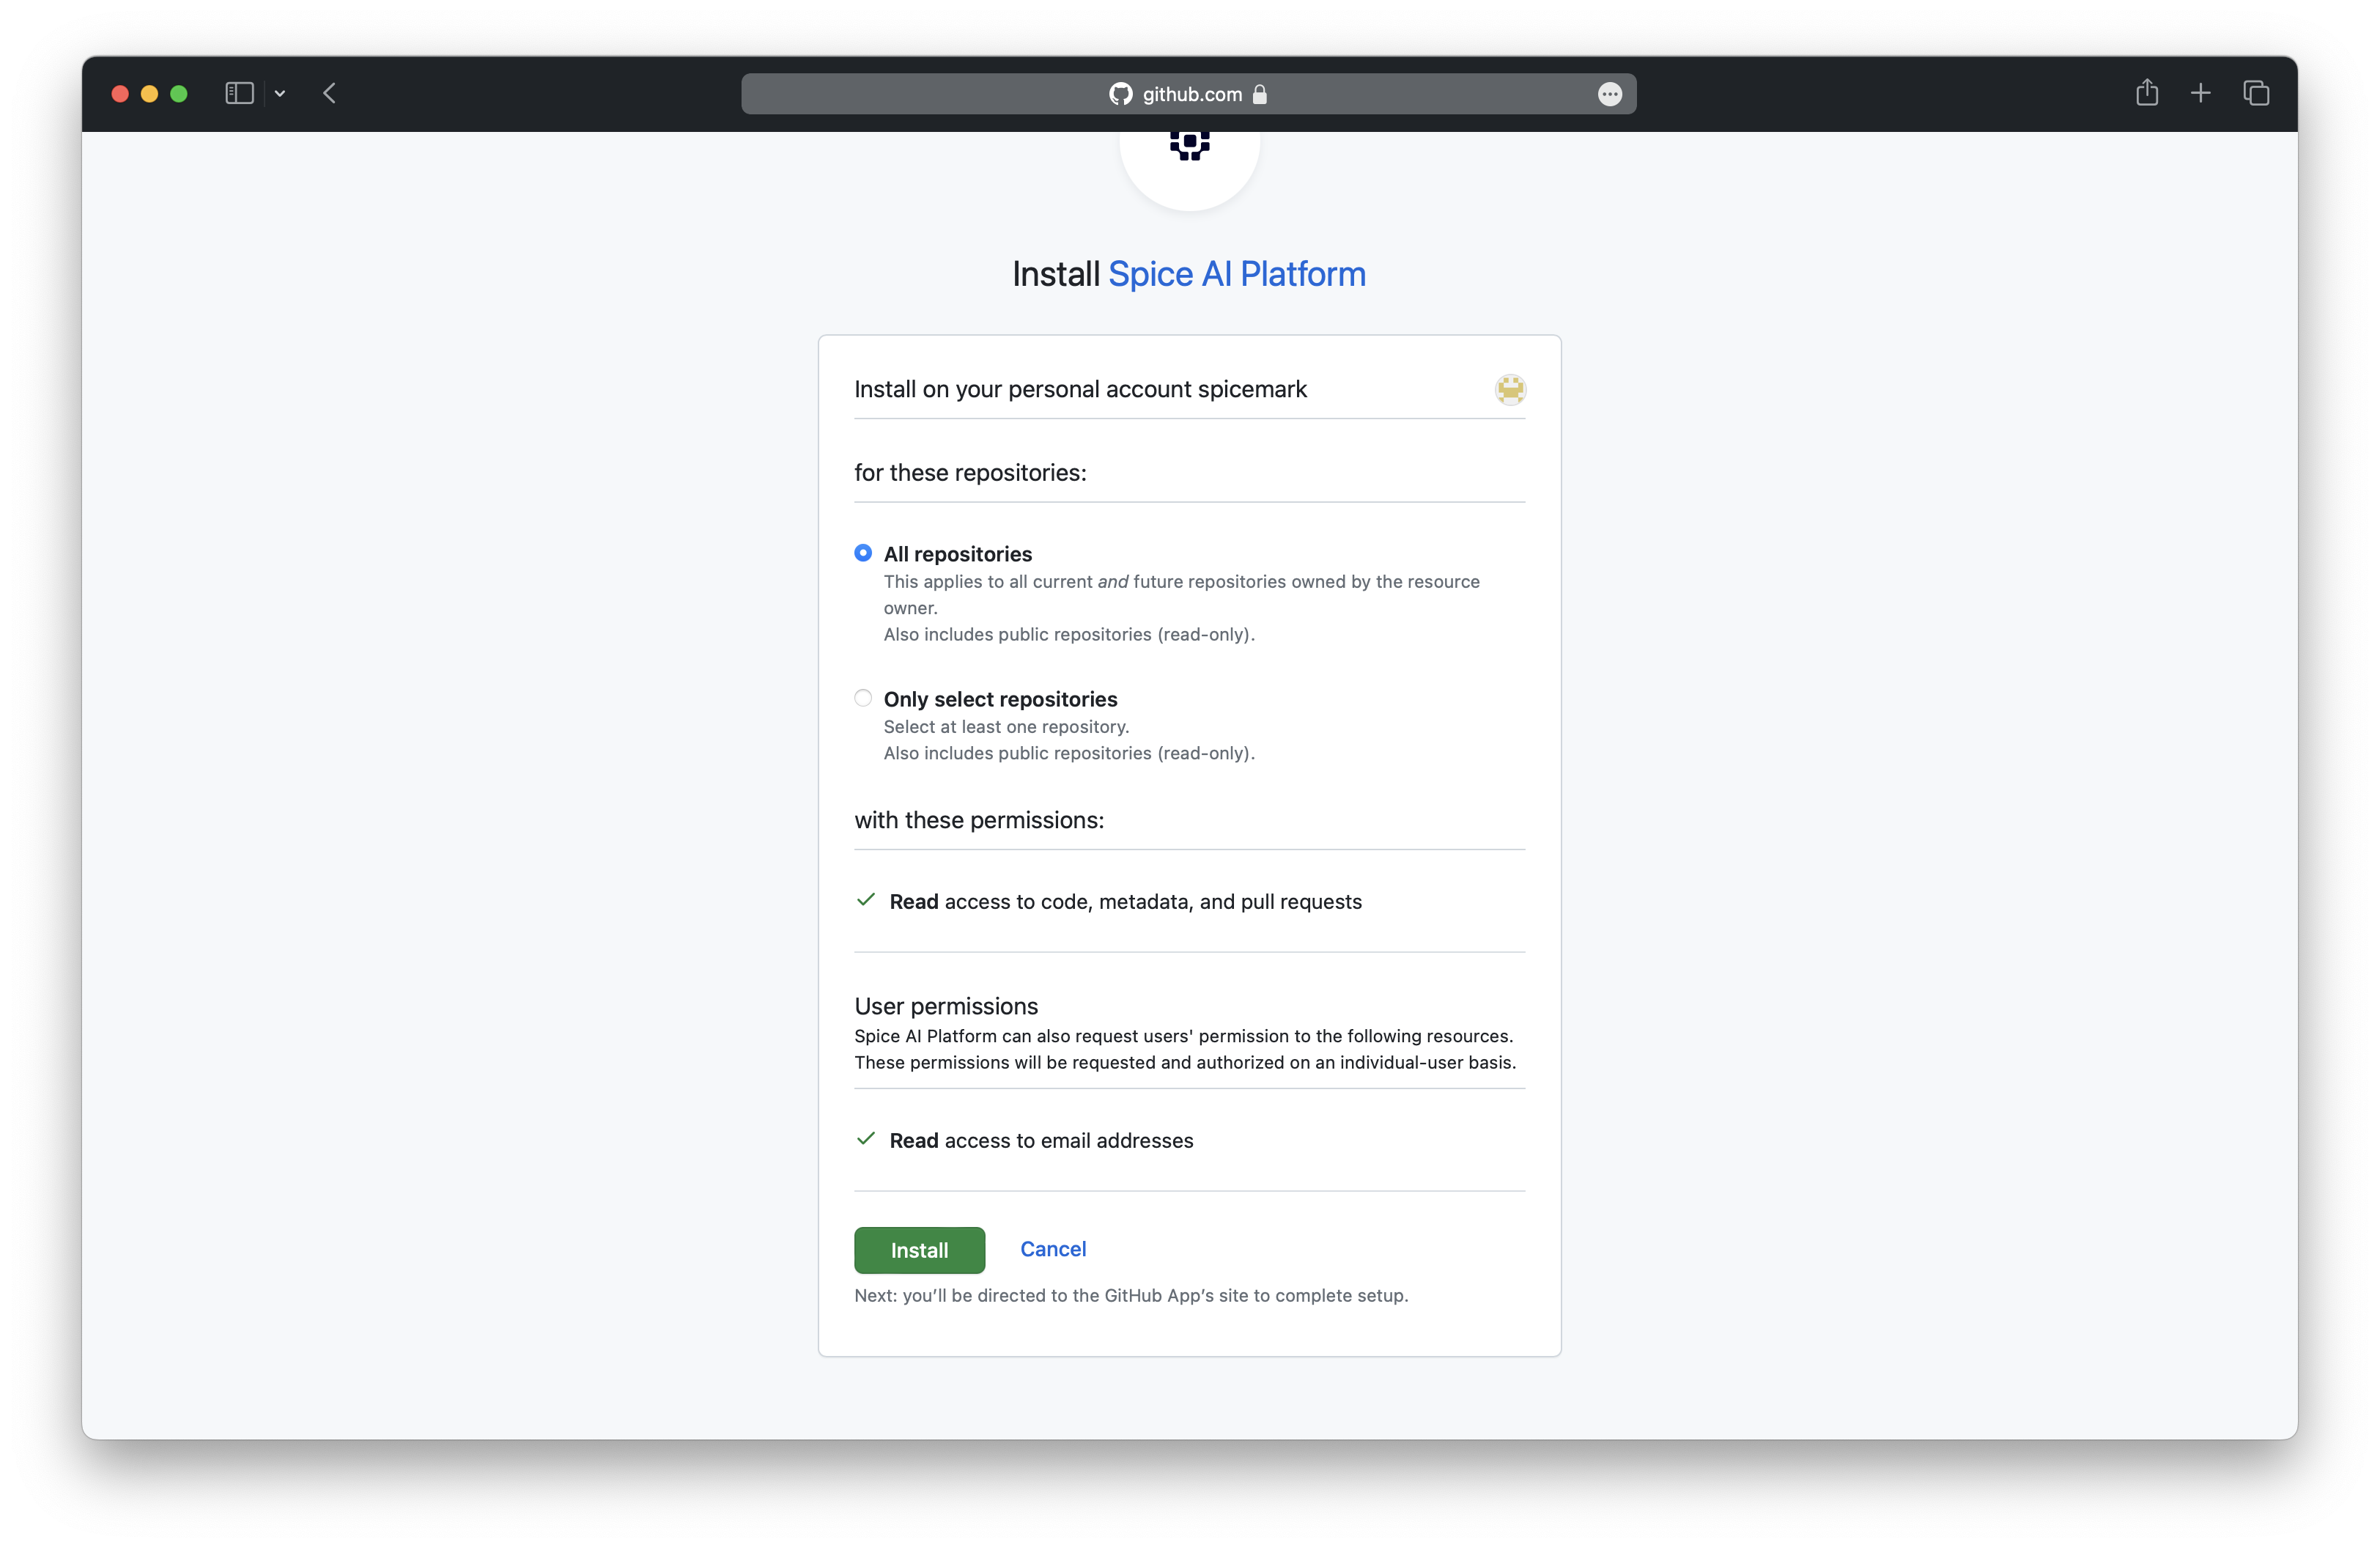 github.com
Install Spice AI Platform
Install on your personal account spicemark
for these repositories:
All repositories
This applies to all current and future repositories owned by the resource
owner.
Also includes public repositories (read-only).
Only select repositories
Select at least one repository.
Also includes public repositories (read-only).
with these permissions:
Read access to code, metadata, and pull requests
User permissions
Spice AI Platform can also request users' permission to the following resources.
These permissions will be requested and authorized on an individual-user basis.
Read access to email addresses
Install Cancel
Next: you’ll be directed to the GitHub App’s site to complete setup.